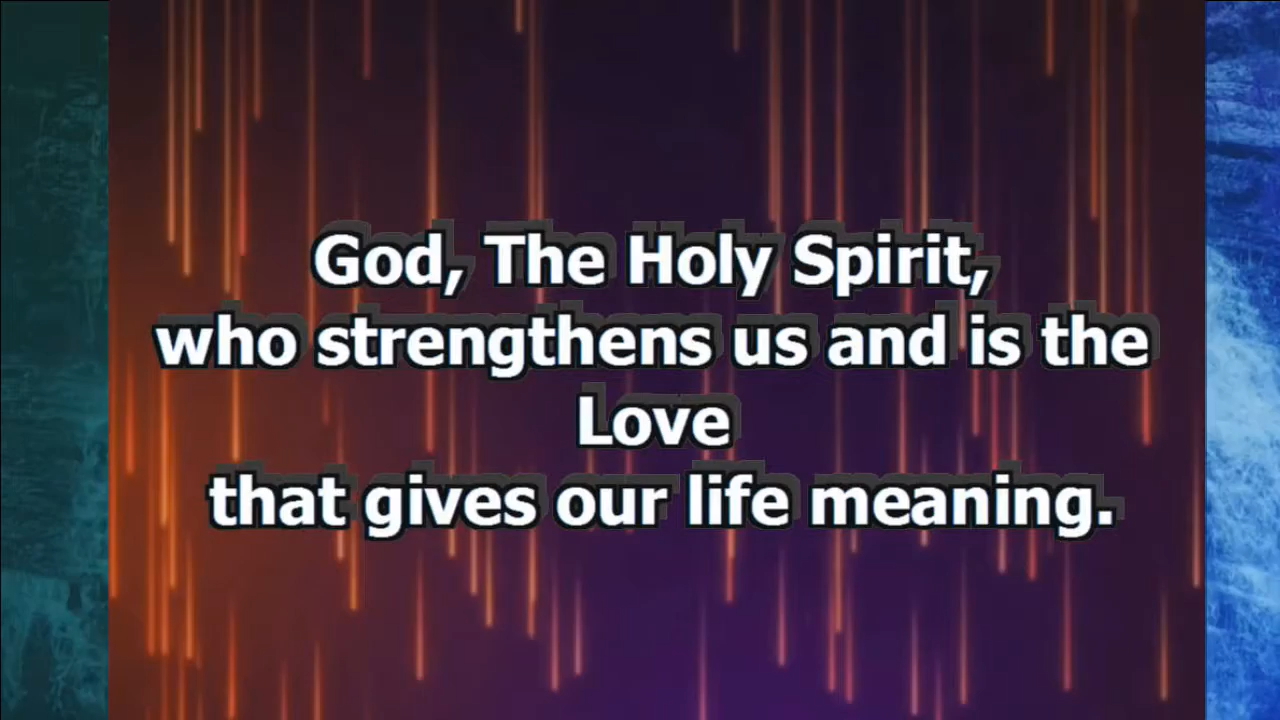 God, The Holy Spirit,
who strengthens us and is the
Love
that gives our life meaning.